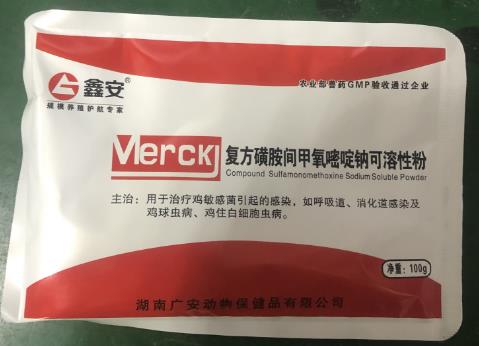 鑫安®
规模养殖护航专家
农业部兽药GMP验收通过企业
Merck
复方磺胺间甲氧嘧啶钠可溶性粉
Compound Sulfamonomethoxine Sodium Soluble Powder
主治：用于治疗鸡敏感菌引起的感染，如呼吸道、消化道感染及
鸡球虫病、鸡住白细胞虫病。
净重：100g
湖南广安动物保健品有限公司